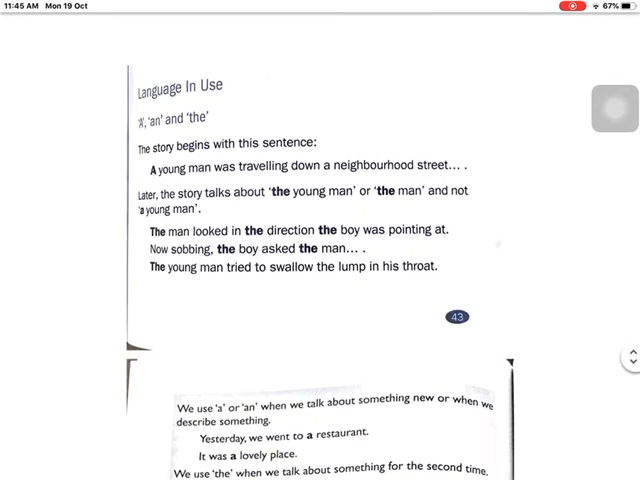 11:45 AM Mon 19 Oct
67%
Language In Use
'A', 'an' and 'the'
The story begins with this sentence:
A young man was travelling down a neighbourhood street... .
Later, the story talks about 'the young man' or 'the man' and not
'a young man'.
The man looked in the direction the boy was pointing at.
Now sobbing, the boy asked the man... .
The young man tried to swallow the lump in his throat.
43
We use 'a' or 'an' when we talk about something new or when we
describe something.
Yesterday, we went to a restaurant.
It was a lovely place.
We use 'the' when we talk about something for the second time.